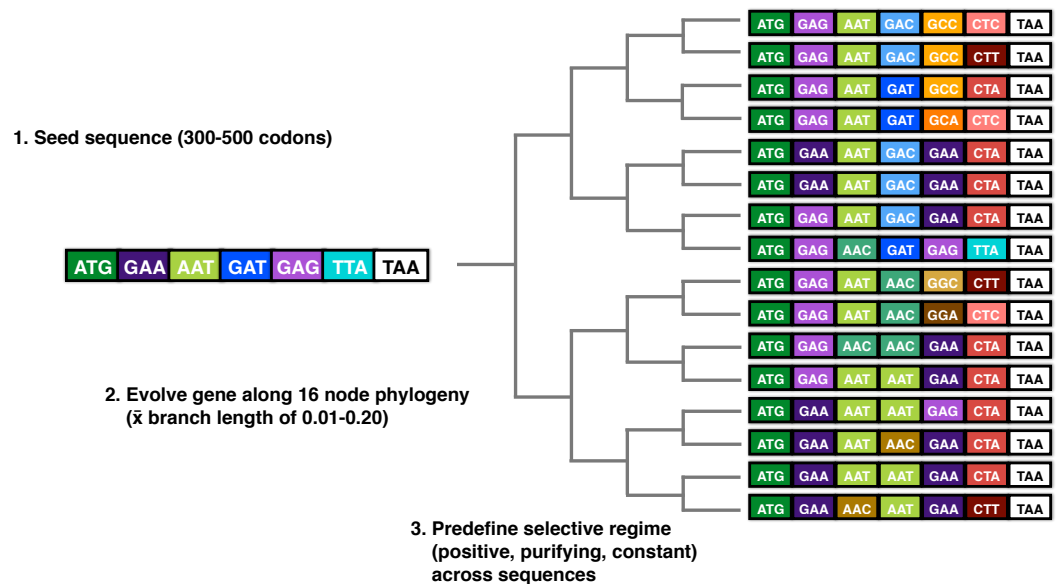 1. Seed sequence (300-500 codons)
ATG GAA AAT GAT GAG TTA TAA
2. Evolve gene along 16 node phylogeny
(x̄ branch length of 0.01-0.20)
3. Predefine selective regime
(positive, purifying, constant)
across sequences
ATG GAG AAT GAC GCC CTC TAA
ATG GAG AAT GAC GCC CTT TAA
ATG GAG AAT GAT GCC CTA TAA
ATG GAG AAT GAT GCA CTC TAA
ATG GAA AAT GAC GAA CTA TAA
ATG GAA AAT GAC GAA CTA TAA
ATG GAG AAT GAC GAA CTA TAA
ATG GAG AAC GAT GAG TTA TAA
ATG GAG AAT AAC GGC CTT TAA
ATG GAG AAT AAC GGA CTC TAA
ATG GAG AAC AAC GAA CTA TAA
ATG GAG AAT AAT GAA CTA TAA
ATG GAA AAT AAT GAG CTA TAA
ATG GAA AAT AAC GAA CTA TAA
ATG GAA AAT AAT GAA CTA TAA
ATG GAA AAC AAT GAA CTT TAA